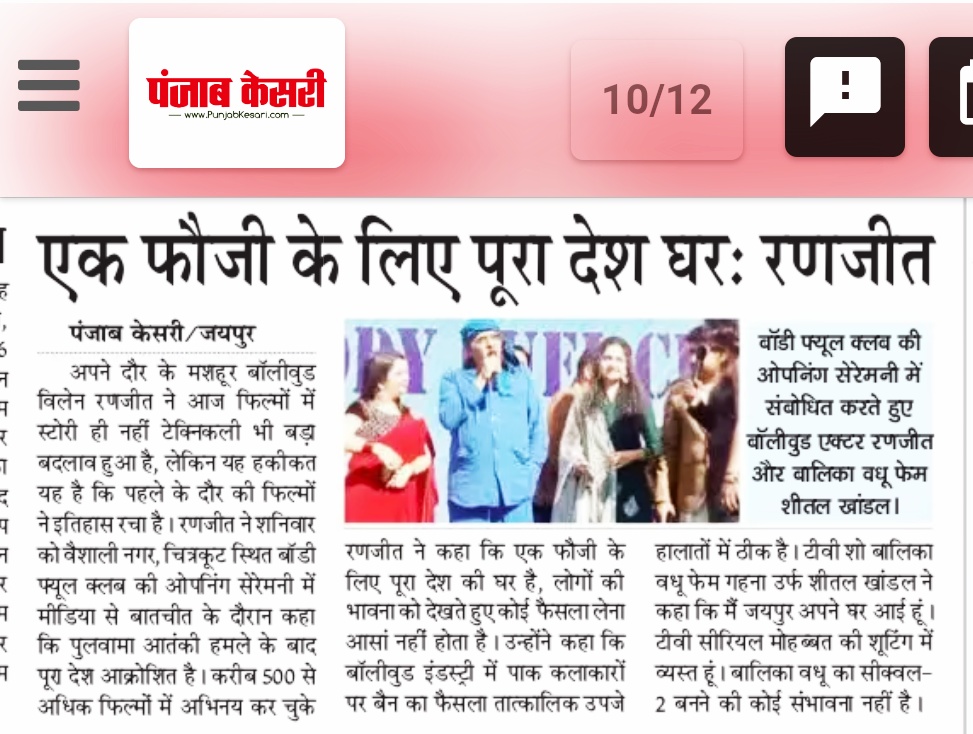 पंजाब केसरी
www.PunjabKesari.com
10/12
एक फौजी के लिए पूरा देश घर: रणजीत
पंजाब केसरी/जयपुर
अपने दौर के मशहूर बॉलीवुड
विलेन रणजीत ने आज फिल्मों में
स्टोरी ही नहीं टेक्निकली भी बड़ा
बदलाव हुआ है, लेकिन यह हकीकत
यह है कि पहले के दौर की फिल्मों
ने इतिहास रचा है। रणजीत ने शनिवार
को वैशाली नगर, चित्रकूट स्थित बॉडी
फ्यूल क्लब की ओपनिंग सेरेमनी में
मीडिया से बातचीत के दौरान कहा
कि पुलवामा आतंकी हमले के बाद
पूरा देश आक्रोशित है। करीब 500 से
अधिक फिल्मों में अभिनय कर चुके
बॉडी फ्यूल क्लब की
ओपनिंग सेरेमनी में
संबोधित करते हुए
बॉलीवुड एक्टर रणजीत
और बालिका वधू फेम
शीतल खांडल।
रणजीत ने कहा कि एक फौजी के
लिए पूरा देश की घर है, लोगों की
भावना को देखते हुए कोई फैसला लेना
आसां नहीं होता है। उन्होंने कहा कि
बॉलीवुड इंडस्ट्री में पाक कलाकारों
पर बैन का फैसला तात्कालिक उपजे
हालातों में ठीक है। टीवी शो बालिका
वधू फेम गहना उर्फ शीतल खांडल ने
कहा कि मैं जयपुर अपने घर आई हूं।
टीवी सीरियल मोहब्बत की शूटिंग में
व्यस्त हूं। बालिका वधू का सीक्वल-
2 बनने की कोई संभावना नहीं है।